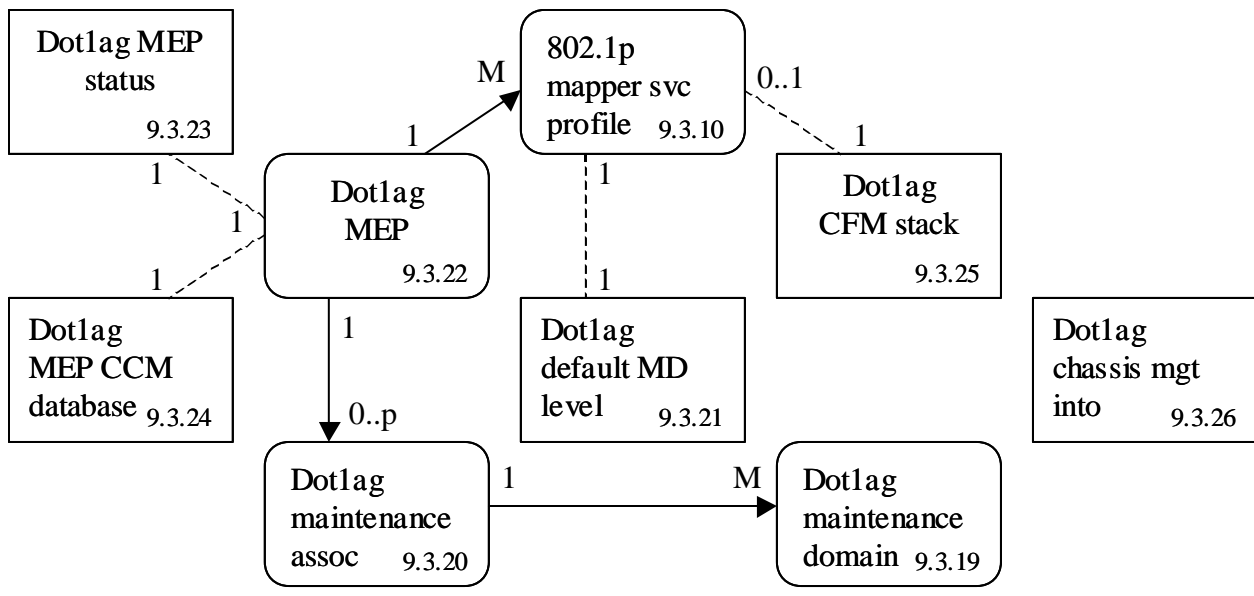 Dot1ag MEP
status
9.3.23
802.1p
mapper svc
profile 9.3.10
M
1
0..1
1
1
1
1
Dot1ag
MEP
9.3.22
1
Dot1ag
CFM stack
9.3.25
1
1
Dot1ag
MEP CCM
database 9.3.24
0..p
Dot1ag
default MD
level 9.3.21
Dot1ag
chassis mgt
into 9.3.26
Dot1ag
maintenance
assoc 9.3.20
1
M
Dot1ag
maintenance
domain 9.3.19